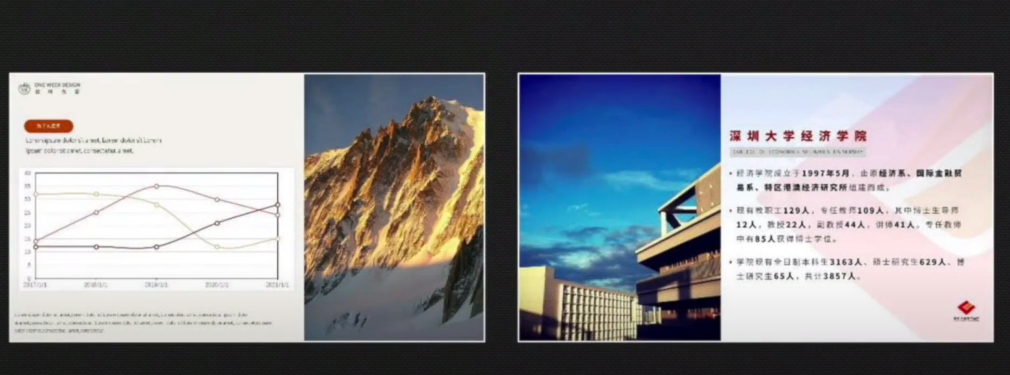 ONE WEEK DESIGN
Lorem ipsum dolor sit amet, lorem dolor sit Lorem
ipsum dolor sit amet, consectetur amet.
40
35
30
25
20
15
10
5
0
2017/1/1
2018/1/1
2019/1/1
2020/1/1
2021/1/1
深圳大学经济学院
• 经济学院成立于1997年5月，由原经济系、国际金融贸
易系、特区港澳经济研究所组建而成。
• 现有教职工129人，专任教师109人，其中博士生导师
12人，教授22人，副教授44人，讲师41人。专任教师
中有85人获得博士学位。
• 学院现有全日制本科生3163人、硕士研究生629人、博
士研究生65人，共计3857人。